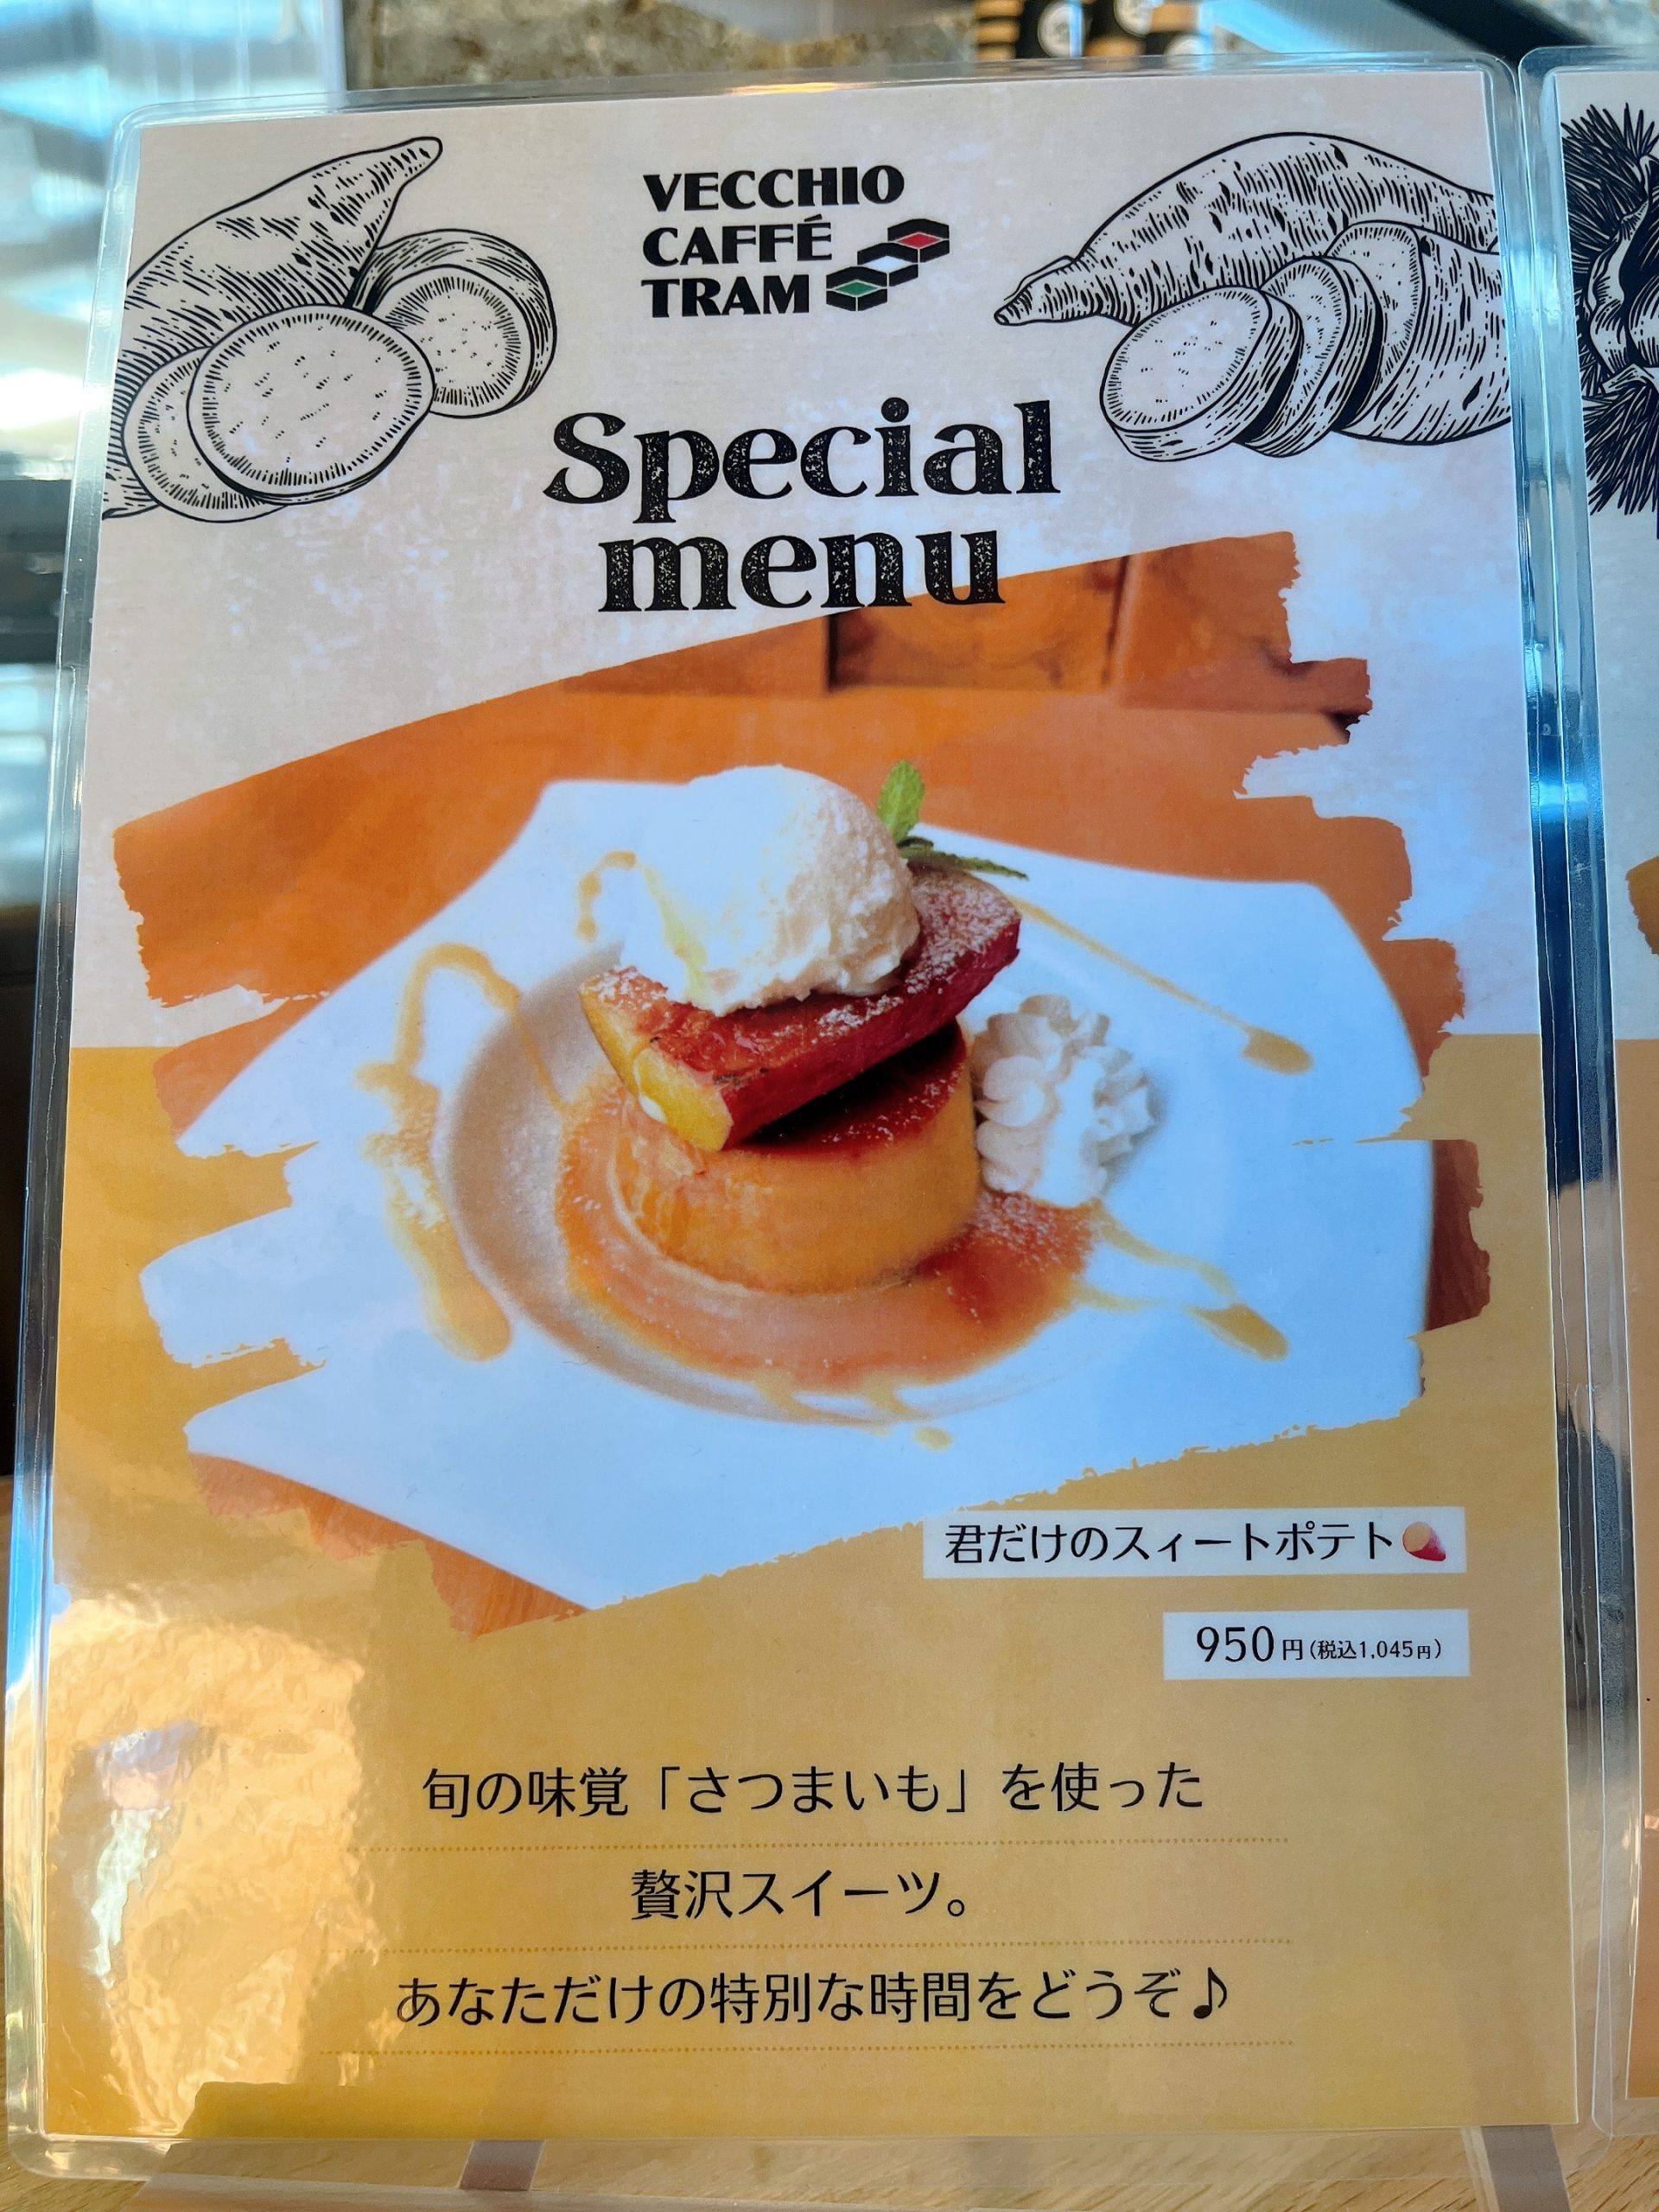 VECCHIO
CAFFÉ
TRAM
Special
menu
君だけのスィートポテト🍠
950円(税込1,045円)
旬の味覚「さつまいも」を使った
贅沢スイーツ。
あなただけの特別な時間をどうぞ♪